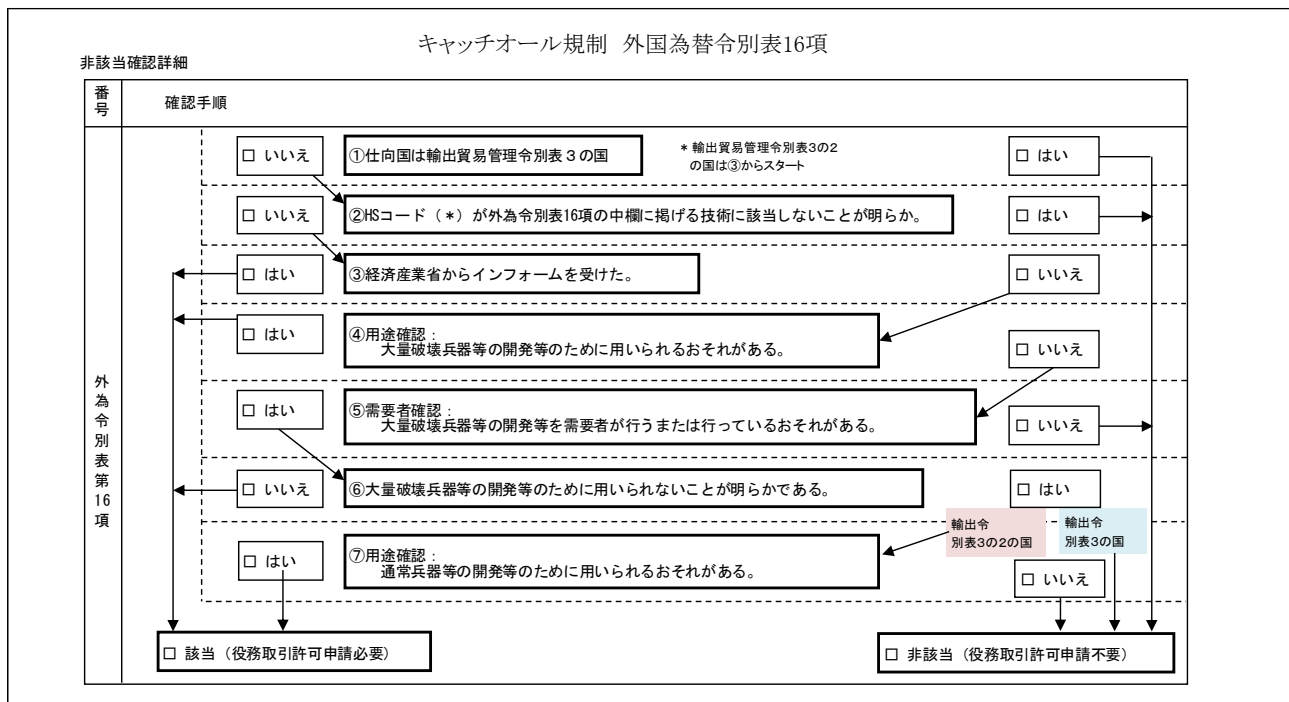 キャッチオール規制 外国為替令別表16項
非該当確認詳細
番号
確認手順
外為令別表第16項
□ いいえ
①仕向国は輸出貿易管理令別表３の国
* 輸出貿易管理令別表3の2
の国は③からスタート
□ はい
□ いいえ
②HSコード（*）が外為令別表16項の中欄に掲げる技術に該当しないことが明らか。
□ はい
□ はい
③経済産業省からインフォームを受けた。
□ いいえ
□ はい
④用途確認：
大量破壊兵器等の開発等のために用いられるおそれがある。
□ いいえ
□ はい
⑤需要者確認：
大量破壊兵器等の開発等を需要者が行うまたは行っているおそれがある。
□ いいえ
□ いいえ
⑥大量破壊兵器等の開発等のために用いられないことが明らかである。
□ はい
輸出令
別表3の2の国
輸出令
別表3の国
□ はい
⑦用途確認：
通常兵器等の開発等のために用いられるおそれがある。
□ いいえ
□ 該当（役務取引許可申請必要）
□ 非該当（役務取引許可申請不要）